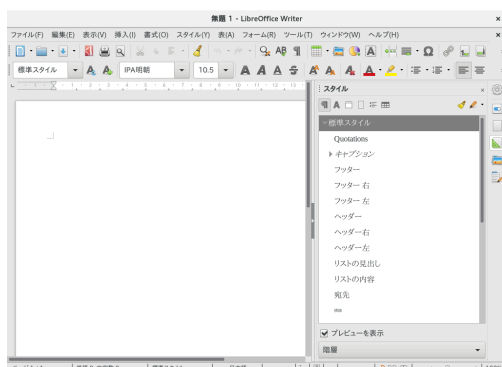 無題 1 - LibreOffice Writer
ファイル(F) 編集(E) 表示(V) 挿入(I) 書式(O) スタイル(Y) 表(A) フォーム(R) ツール(T) ウィンドウ(W) ヘルプ(H)
標準スタイル IPA明朝 10.5
スタイル
標準スタイル
Quotations
キャプション
フッター
フッター 右
フッター 左
ヘッダー
ヘッダー右
ヘッダー左
リストの見出し
リストの内容
宛先
プレビューを表示
階層